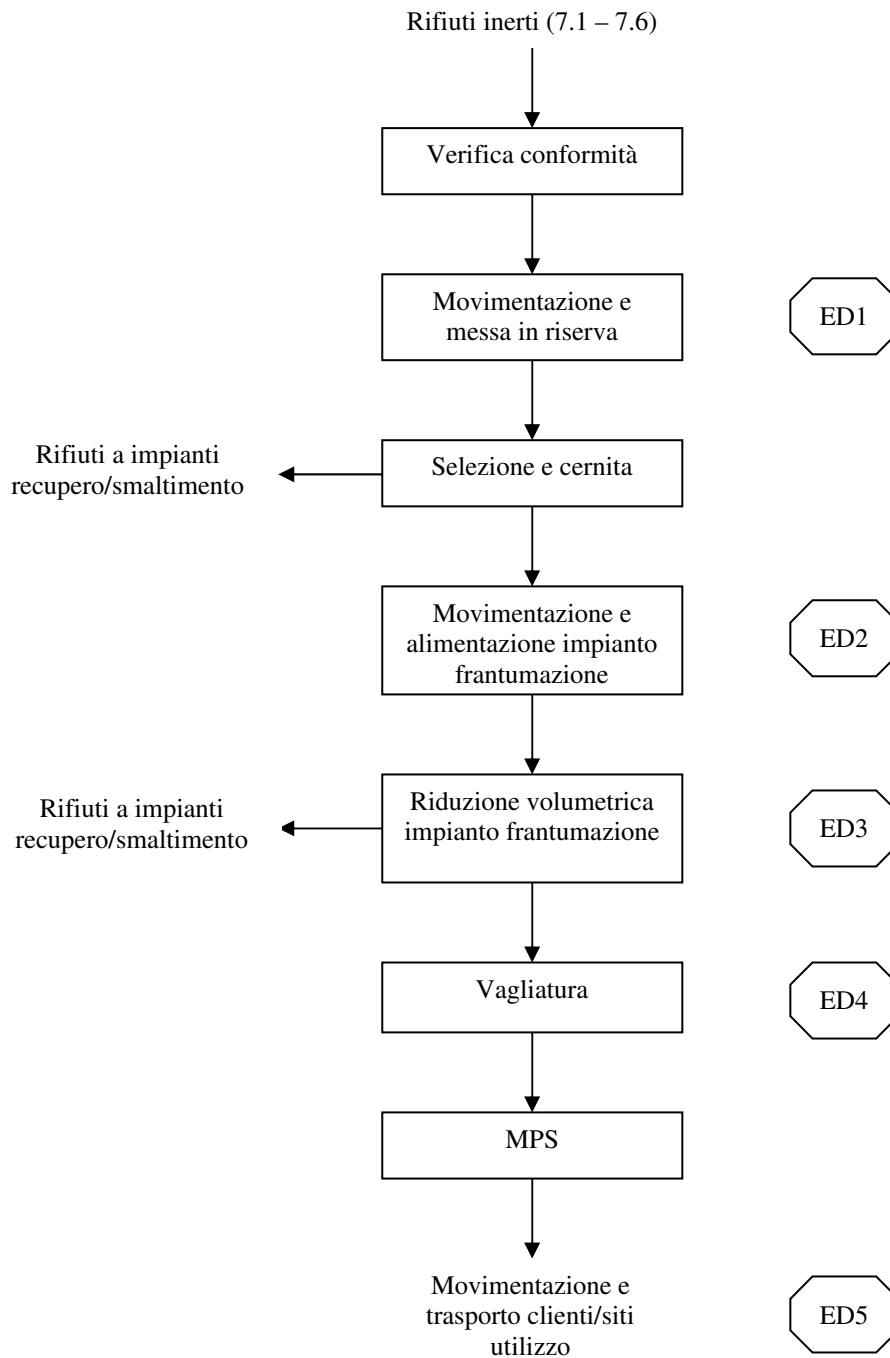 Rifiuti inerti (7.1 – 7.6)
Verifica conformità
Movimentazione e
messa in riserva
ED1
Rifiuti a impianti
recupero/smaltimento
Selezione e cernita
Movimentazione e
alimentazione impianto
frantumazione
ED2
Rifiuti a impianti
recupero/smaltimento
Riduzione volumetrica
impianto frantumazione
ED3
Vagliatura
ED4
MPS
Movimentazione e
trasporto clienti/siti
utilizzo
ED5